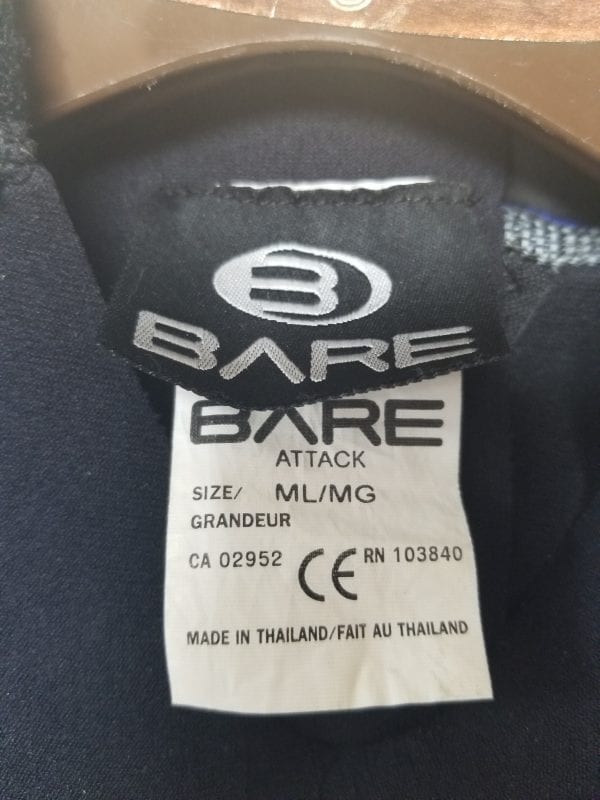 B
BARE
BARE
ATTACK
SIZE/ ML/MG
GRANDEUR
CA 02952 CE RN 103840
MADE IN THAILAND/FAIT AU THAILAND